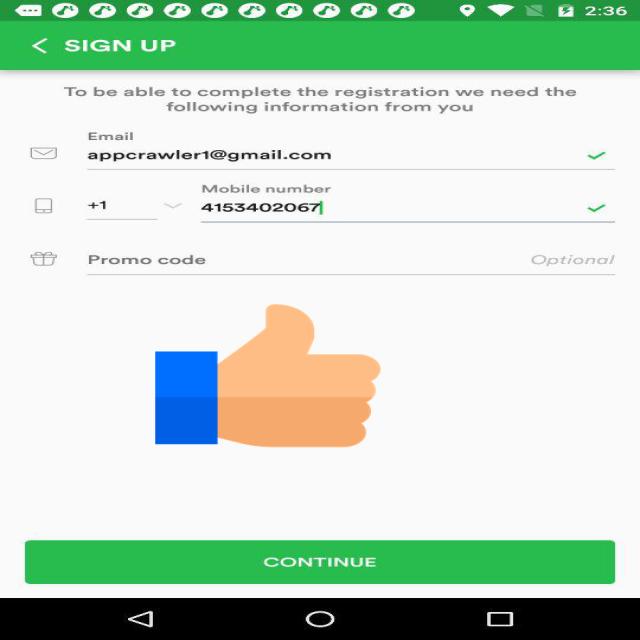 2:36
SIGN UP
To be able to complete the registration we need the
following information from you
Email
appcrawler1@gmail.com
Mobile number
+1 4153402067
Promo code Optional
CONTINUE